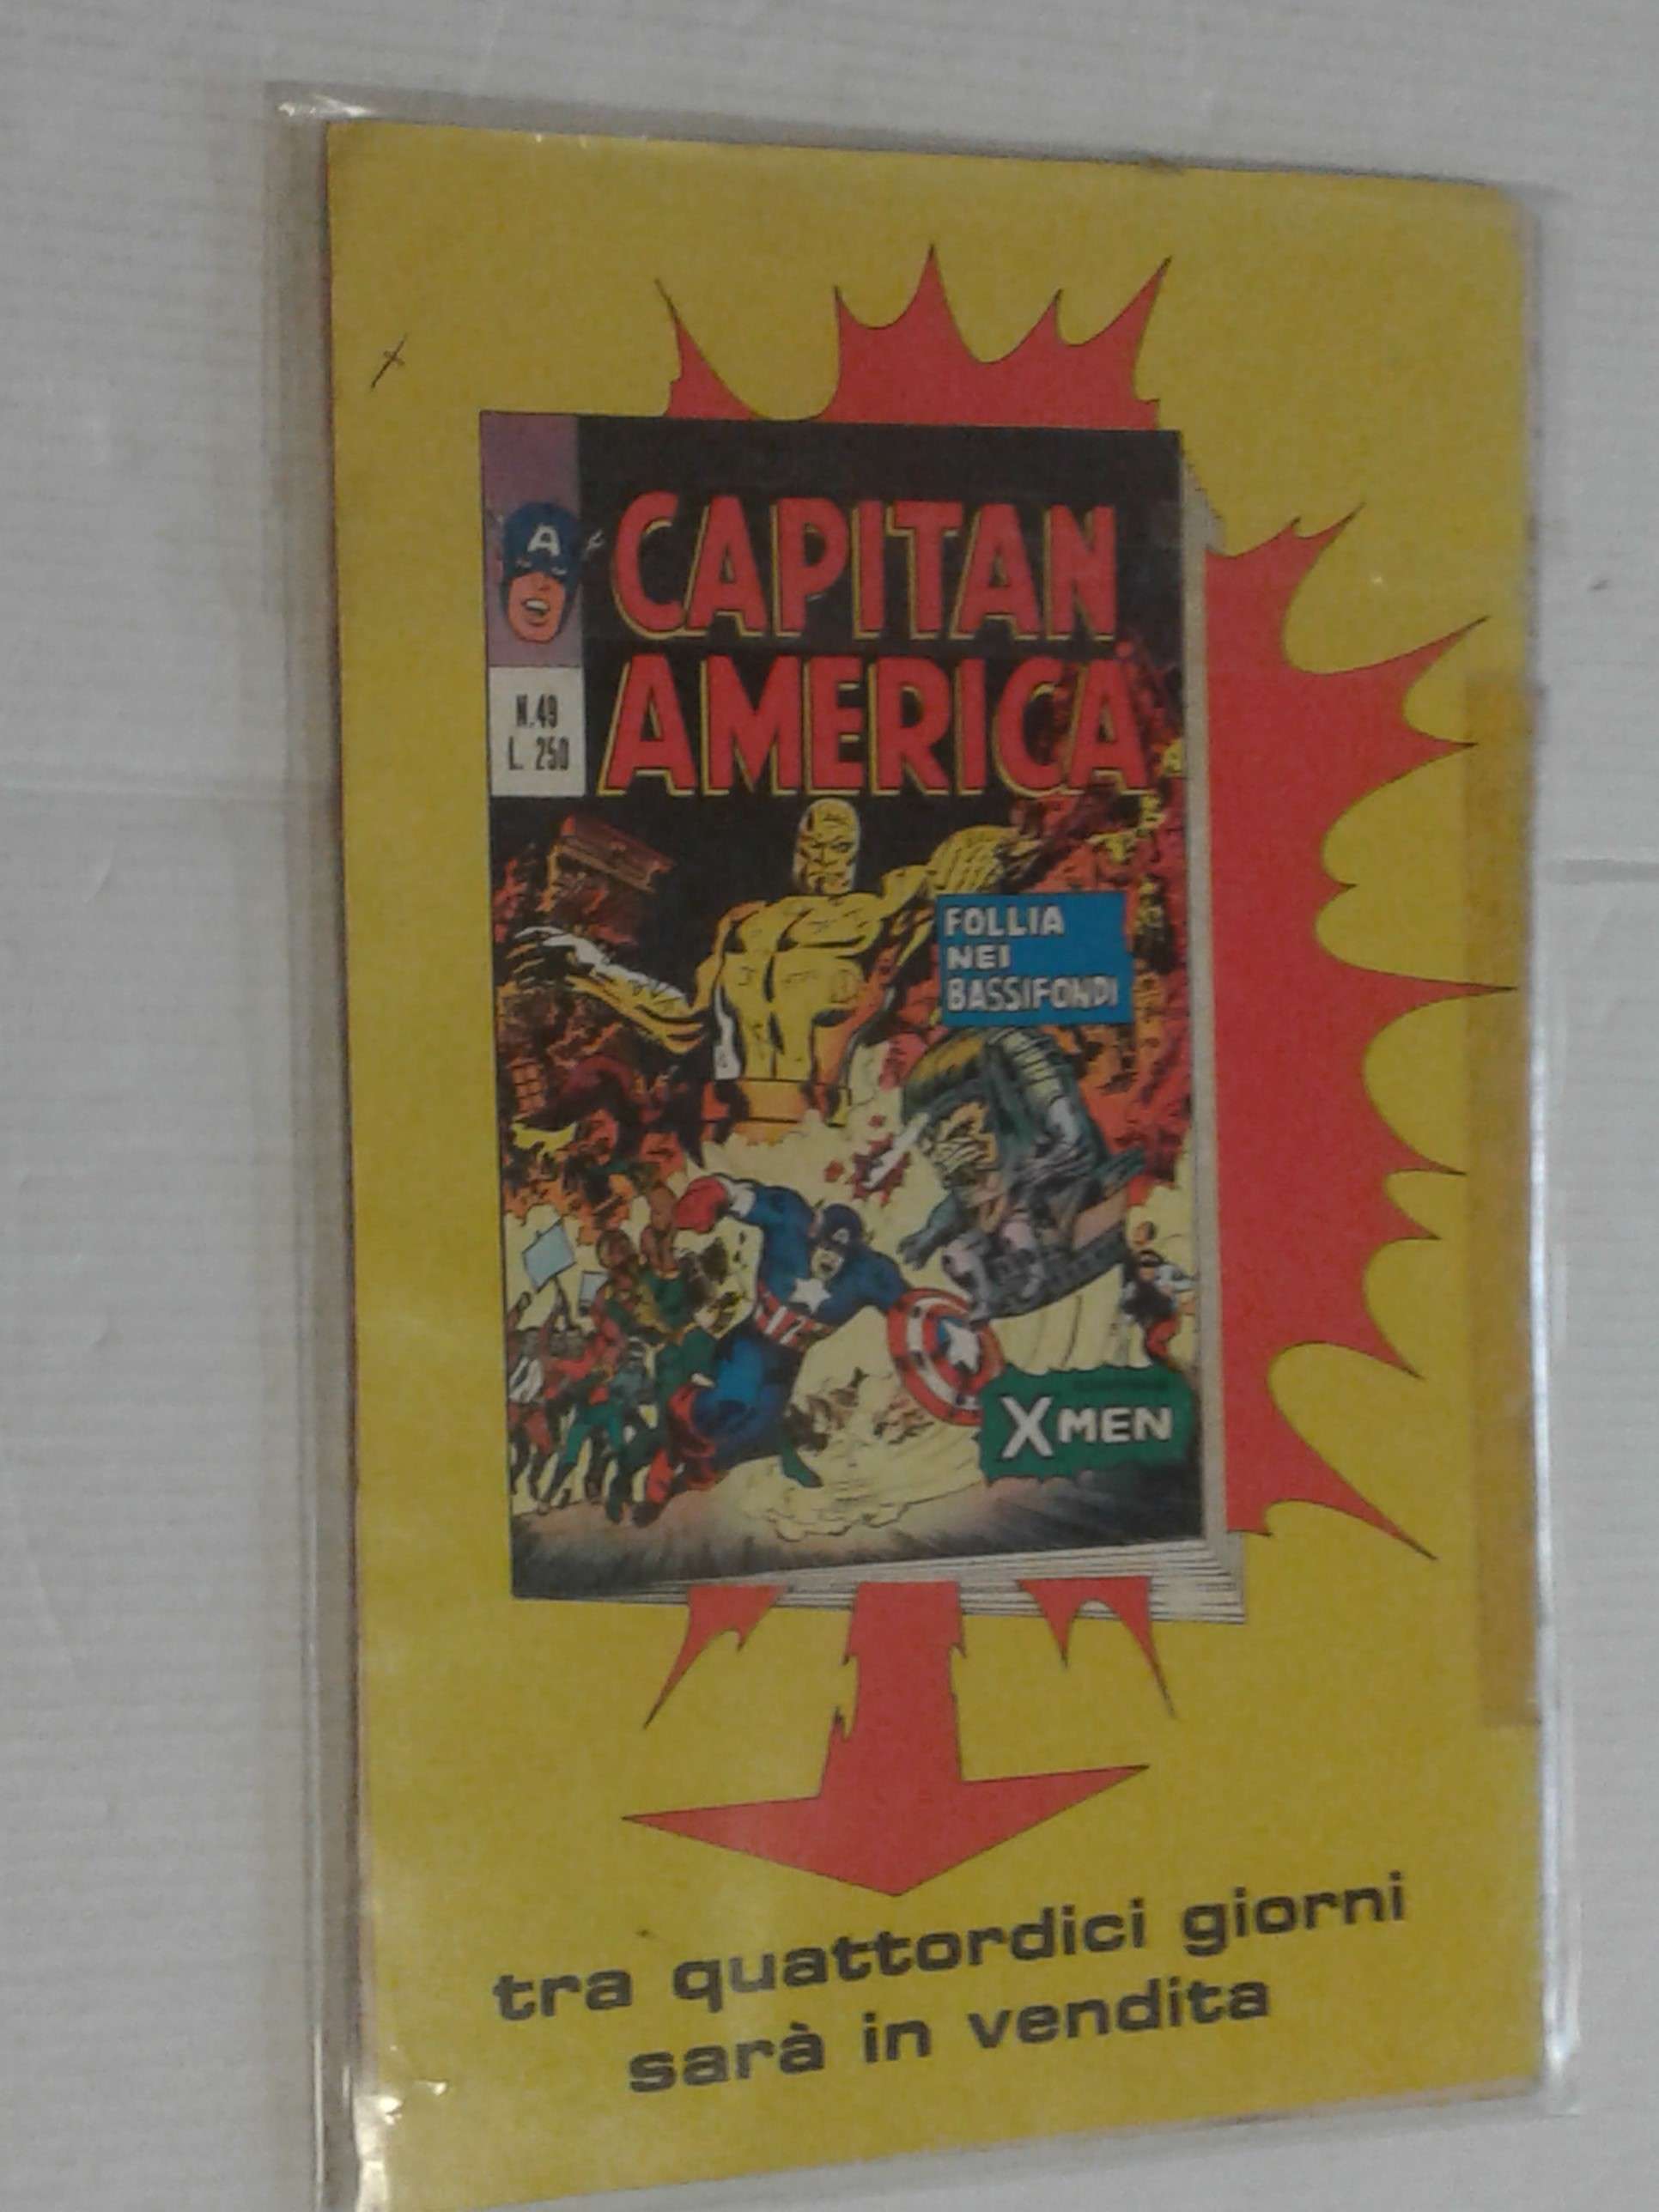 A
CAPITAN
AMERICA
N.49
L. 250
FOLLIA
NEI
BASSIFONDI
X MEN
tra quattordici giorni
sarà in vendita